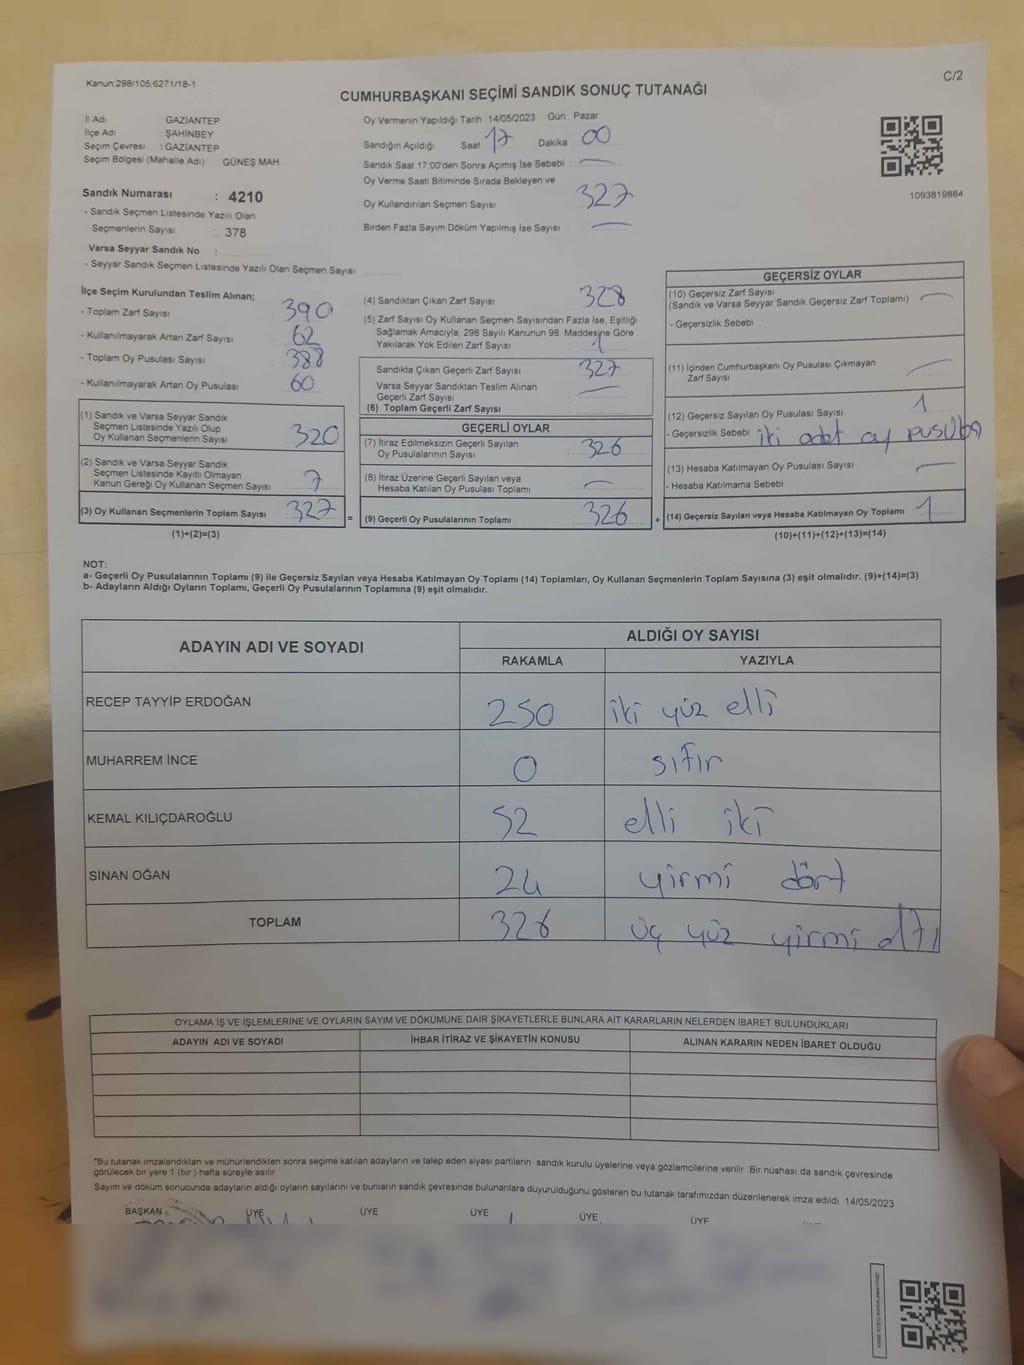 Kanun;298/105;6271/18-1
C/2
CUMHURBAŞKANI SEÇİMİ SANDIK SONUÇ TUTANAĞI
İl Adı GAZİANTEP
İlçe Adı ŞAHİNBEY
Seçim Çevresi : GAZİANTEP
Seçim Bölgesi (Mahalle Adı) GÜNEŞ MAH.
Sandık Numarası : 4210
- Sandık Seçmen Listesinde Yazılı Olan
Seçmenlerin Sayısı : 378
Varsa Seyyar Sandık No :
- Seyyar Sandık Seçmen Listesinde Yazılı Olan Seçmen Sayısı
Oy Vermenin Yapıldığı Tarih :14/05/2023 Gün : Pazar
Sandığın Açıldığı Saat 17 Dakika 00
Sandık Saat 17:00'den Sonra Açımış İse Sebebi
Oy Verme Saati Bitiminde Sırada Bekleyen ve
Oy Kullandırılan Seçmen Sayısı 327
Birden Fazla Sayım Döküm Yapılmış İse Sayısı
1093819864
İlçe Seçim Kurulundan Teslim Alınan;
- Toplam Zarf Sayısı 390
- Kullanılmayarak Artan Zarf Sayısı 62
- Toplam Oy Pusulası Sayısı 388
- Kullanılmayarak Artan Oy Pusulası 60
(1) Sandık ve Varsa Seyyar Sandık
Seçmen Listesinde Yazılı Olup
Oy Kullanan Seçmenlerin Sayısı 320
(2) Sandık ve Varsa Seyyar Sandık
Seçmen Listesinde Kayıtlı Olmayan
Kanun Gereği Oy Kullanan Seçmen Sayısı 7
(3) Oy Kullanan Seçmenlerin Toplam Sayısı 327 =
(1)+(2)=(3)
(4) Sandıktan Çıkan Zarf Sayısı 328
(5) Zarf Sayısı Oy Kullanan Seçmen Sayısından Fazla İse, Eşitliği
Sağlamak Amacıyla, 298 Sayılı Kanunun 98. Maddesine Göre
Yakılarak Yok Edilen Zarf Sayısı 1
Sandıkta Çıkan Geçerli Zarf Sayısı 327
Varsa Seyyar Sandıktan Teslim Alınan
Geçerli Zarf Sayısı
(6) Toplam Geçerli Zarf Sayısı
GEÇERLİ OYLAR
(7) İtiraz Edilmeksizin Geçerli Sayılan
Oy Pusulalarının Sayısı 326
(8) İtiraz Üzerine Geçerli Sayılan veya
Hesaba Katılan Oy Pusulası Toplamı
(9) Geçerli Oy Pusulalarının Toplamı 326 +
GEÇERSİZ OYLAR
(10) Geçersiz Zarf Sayısı
(Sandık ve Varsa Seyyar Sandık Geçersiz Zarf Toplamı)
- Geçersizlik Sebebi
(11) İçinden Cumhurbaşkanı Oy Pusulası Çıkmayan
Zarf Sayısı
(12) Geçersiz Sayılan Oy Pusulası Sayısı 1
- Geçersizlik Sebebi iki adet oy pusulası
(13) Hesaba Katılmayan Oy Pusulası Sayısı
- Hesaba Katılmama Sebebi
(14) Geçersiz Sayılan veya Hesaba Katılmayan Oy Toplamı 1
(10)+(11)+(12)+(13)=(14)
NOT:
a- Geçerli Oy Pusulalarının Toplamı (9) ile Geçersiz Sayılan veya Hesaba Katılmayan Oy Toplamı (14) Toplamları, Oy Kullanan Seçmenlerin Toplam Sayısına (3) eşit olmalıdır. (9)+(14)=(3)
b- Adayların Aldığı Oyların Toplamı, Geçerli Oy Pusulalarının Toplamına (9) eşit olmalıdır.
ADAYIN ADI VE SOYADI ALDIĞI OY SAYISI
RAKAMLA YAZIYLA
RECEP TAYYİP ERDOĞAN 250 iki yüz elli
MUHARREM İNCE 0 sıfır
KEMAL KILIÇDAROĞLU 52 elli iki
SİNAN OĞAN 24 yirmi dört
TOPLAM 326 üç yüz yirmi altı
OYLAMA İŞ VE İŞLEMLERİNE VE OYLARIN SAYIM VE DÖKÜMÜNE DAİR ŞİKAYETLERLE BUNLARA AİT KARARLARIN NELERDEN İBARET BULUNDUKLARI
ADAYIN ADI VE SOYADI İHBAR İTİRAZ VE ŞİKAYETİN KONUSU ALINAN KARARIN NEDEN İBARET OLDUĞU
"Bu tutanak imzalandıktan ve mühürlendikten sonra seçime katılan adayların ve talep eden siyasi partilerin sandık kurulu üyelerine veya gözlemcilerine verilir. Bir nüshası da sandık çevresinde
görülecek bir yere 1 (bir ) hafta süreyle asılır.
Sayım ve döküm sonucunda adayların aldığı oyların sayılarını ve bunların sandık çevresinde bulunanlara duyurulduğunu gösteren bu tutanak tarafımızdan düzenlenerek imza edildi. 14/05/2023
BAŞKAN ÜYE ÜYE ÜYE ÜYE ÜYE